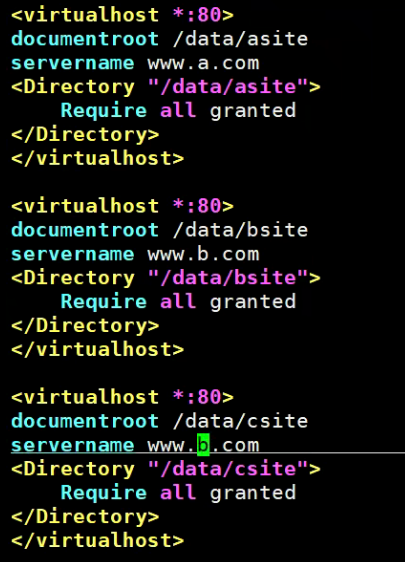 <virtualhost *:80>
documentroot /data/asite
servername www.a.com
<Directory "/data/asite">
    Require all granted
</Directory>
</virtualhost>

<virtualhost *:80>
documentroot /data/bsite
servername www.b.com
<Directory "/data/bsite">
    Require all granted
</Directory>
</virtualhost>

<virtualhost *:80>
documentroot /data/csite
servername www.b.com
<Directory "/data/csite">
    Require all granted
</Directory>
</virtualhost>